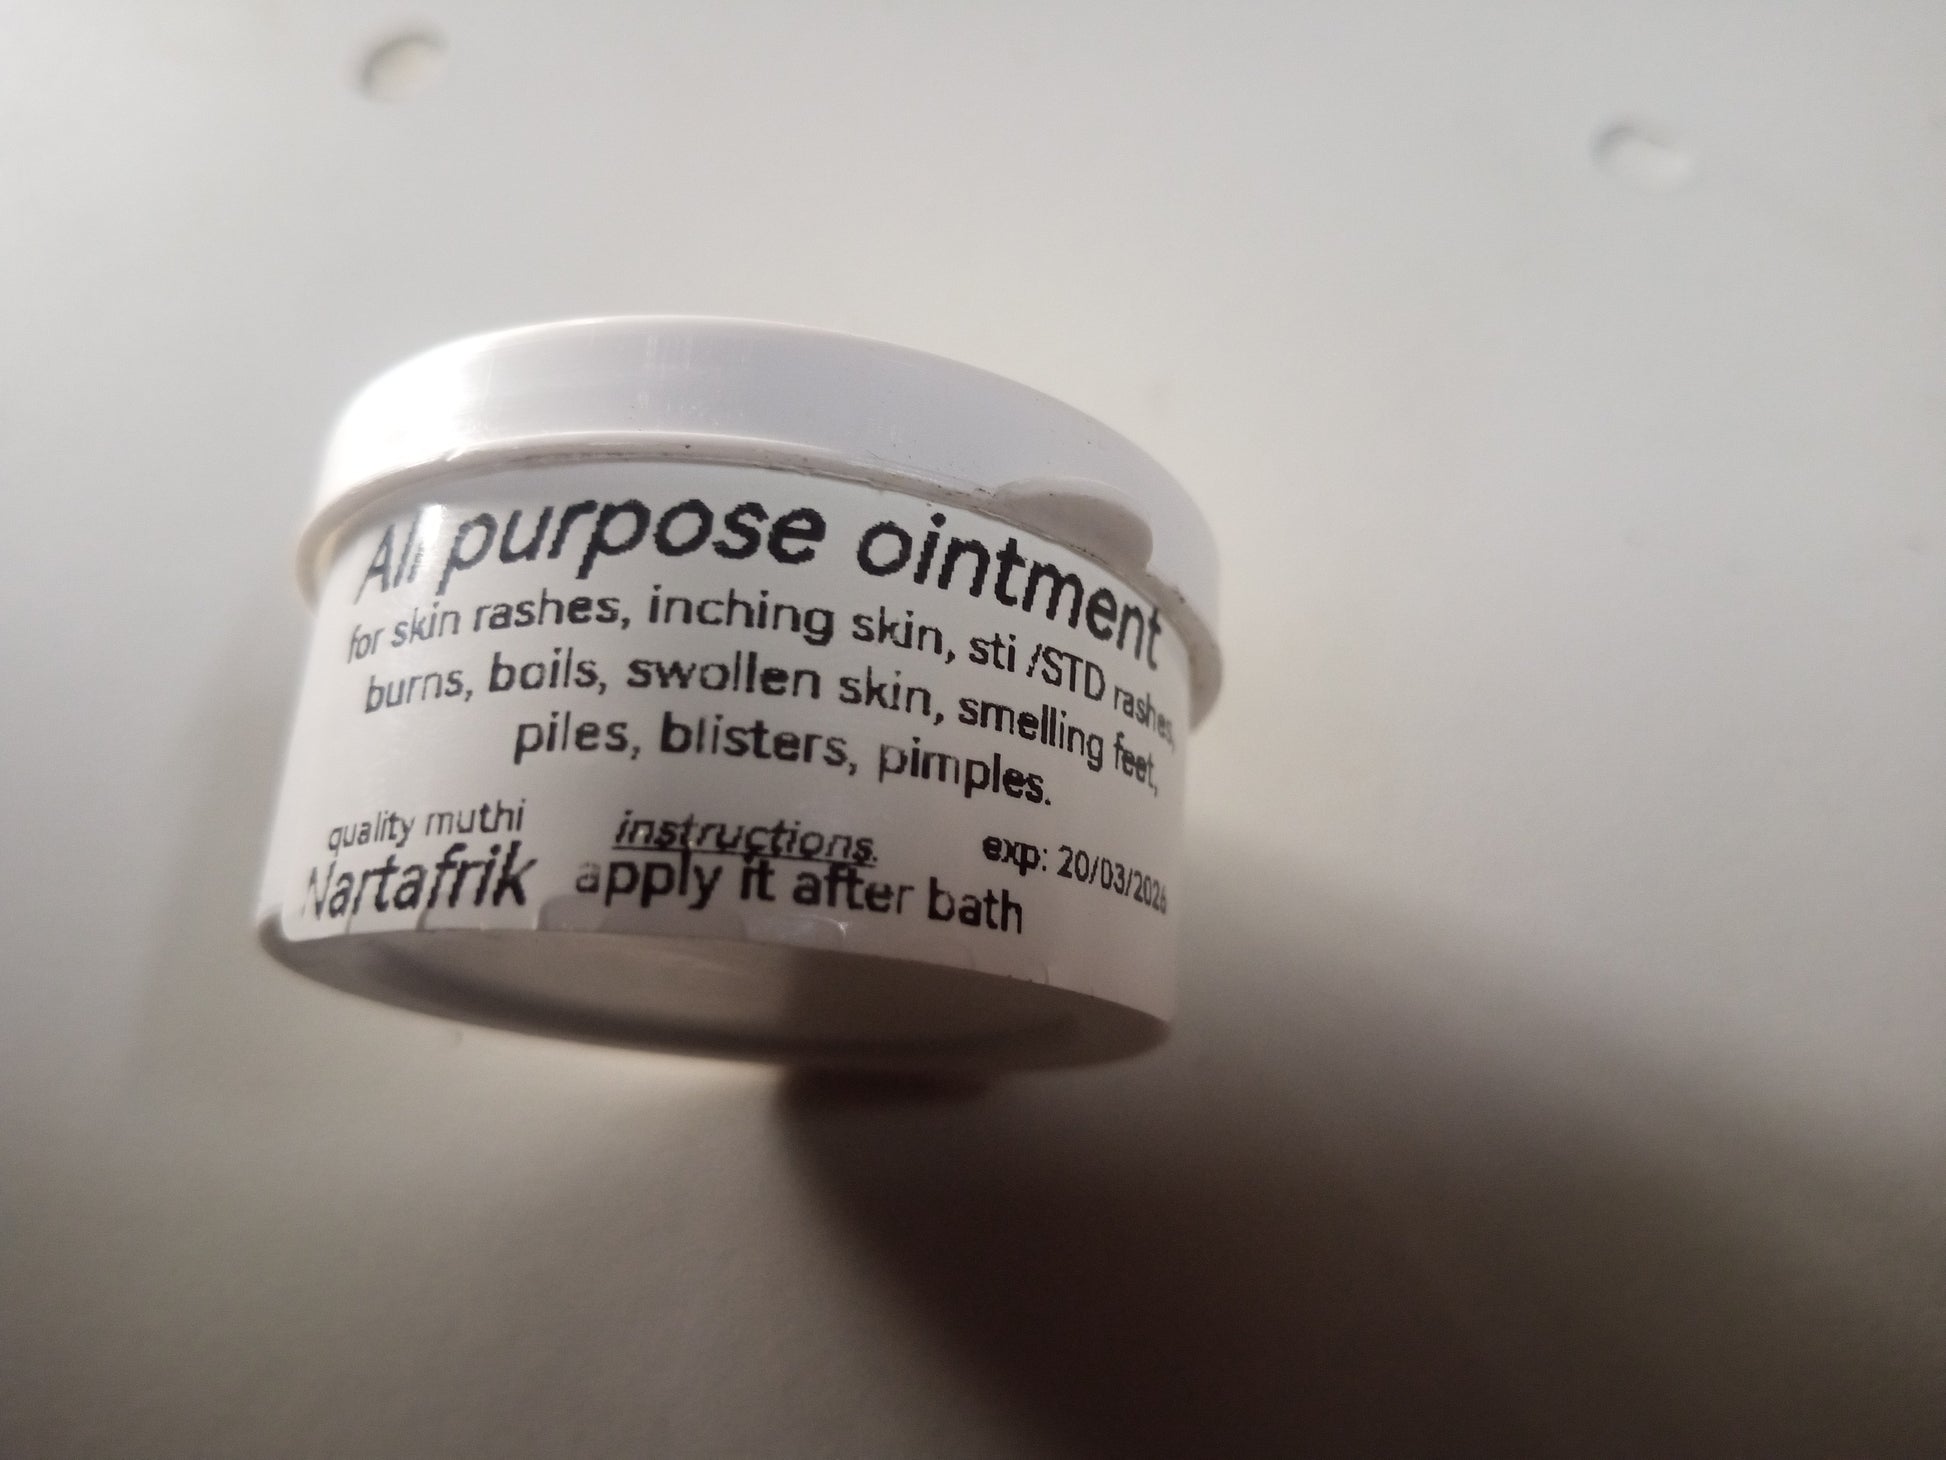 All purpose ointment
for skin rashes, inching skin, sti /STD rashes,
burns, boils, swollen skin, smelling feet,
piles, blisters, pimples.
quality muthi
Nartafrik
instructions.
apply it after bath
exp: 20/03/2026